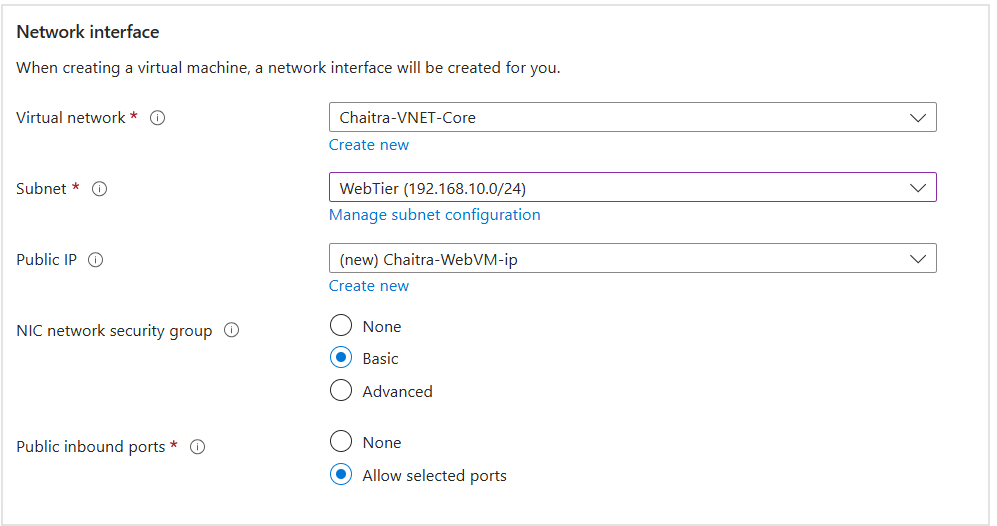 Network interface
When creating a virtual machine, a network interface will be created for you.
Virtual network *
Chaitra-VNET-Core
Create new
Subnet *
WebTier (192.168.10.0/24)
Manage subnet configuration
Public IP
(new) Chaitra-WebVM-ip
Create new
NIC network security group
None
Basic
Advanced
Public inbound ports *
None
Allow selected ports